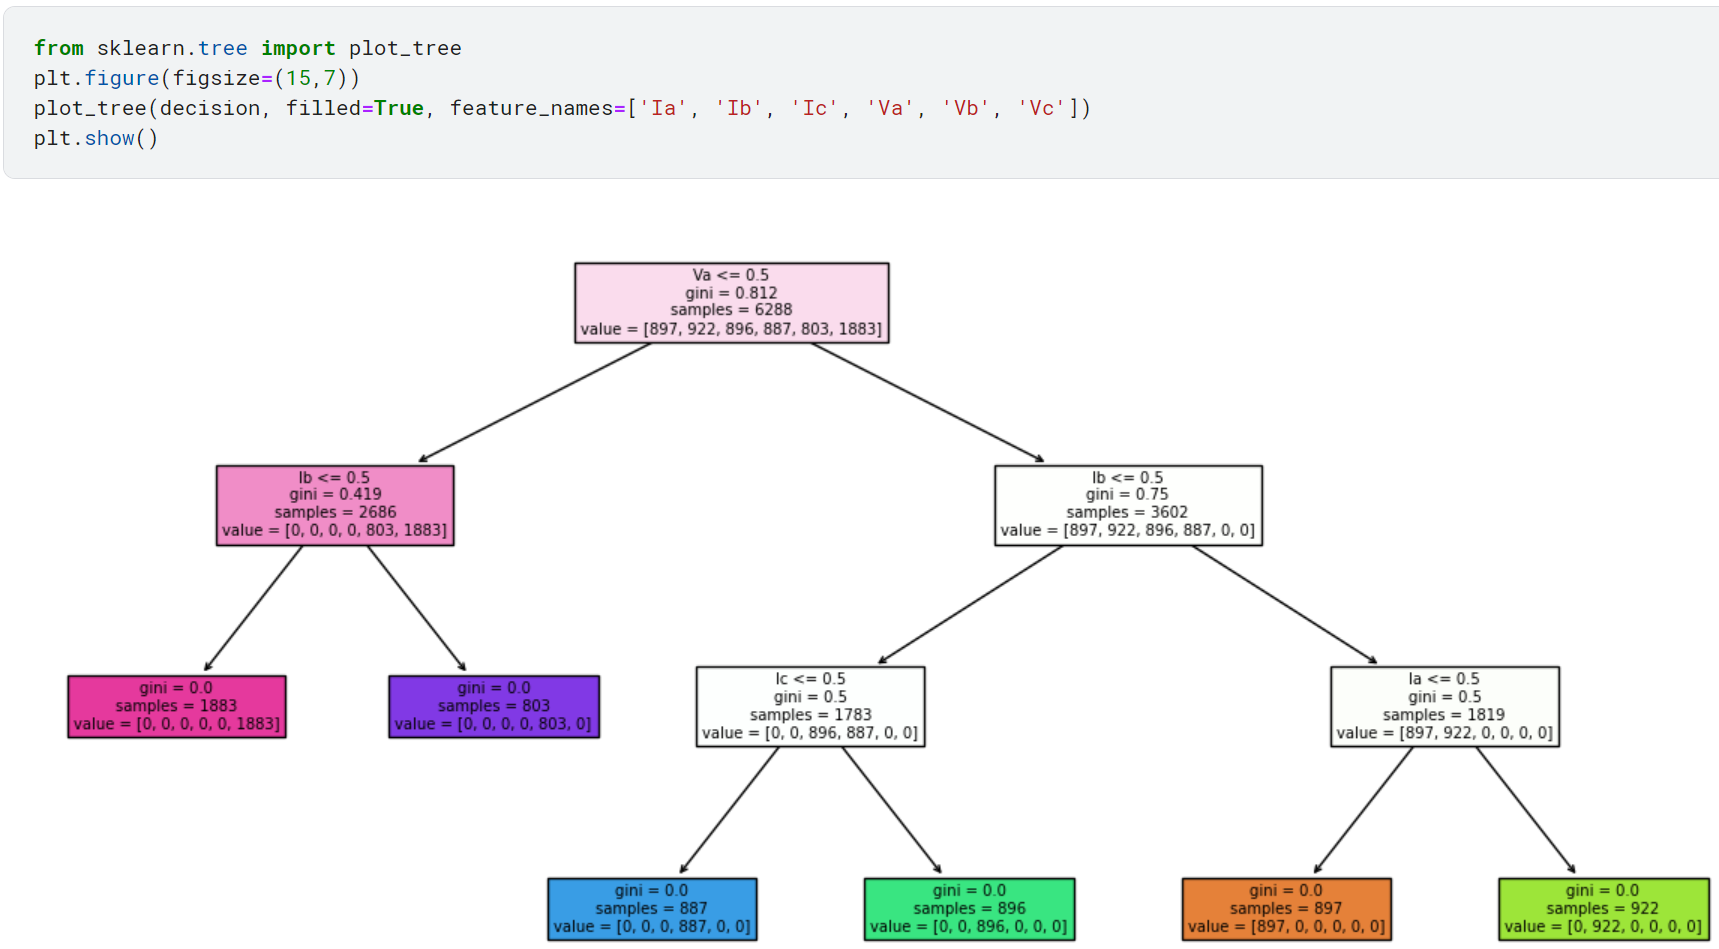 from sklearn.tree import plot_tree
plt.figure(figsize=(15,7))
plot_tree(decision, filled=True, feature_names=['Ia', 'Ib', 'Ic', 'Va', 'Vb', 'Vc'])
plt.show()
Va <= 0.5
gini = 0.812
samples = 6288
value = [897, 922, 896, 887, 803, 1883]
Ib <= 0.5
gini = 0.419
samples = 2686
value = [0, 0, 0, 0, 803, 1883]
Ib <= 0.5
gini = 0.75
samples = 3602
value = [897, 922, 896, 887, 0, 0]
gini = 0.0
samples = 1883
value = [0, 0, 0, 0, 0, 1883]
gini = 0.0
samples = 803
value = [0, 0, 0, 0, 803, 0]
Ic <= 0.5
gini = 0.5
samples = 1783
value = [0, 0, 896, 887, 0, 0]
Ia <= 0.5
gini = 0.5
samples = 1819
value = [897, 922, 0, 0, 0, 0]
gini = 0.0
samples = 887
value = [0, 0, 0, 887, 0, 0]
gini = 0.0
samples = 896
value = [0, 0, 896, 0, 0, 0]
gini = 0.0
samples = 897
value = [897, 0, 0, 0, 0, 0]
gini = 0.0
samples = 922
value = [0, 922, 0, 0, 0, 0]